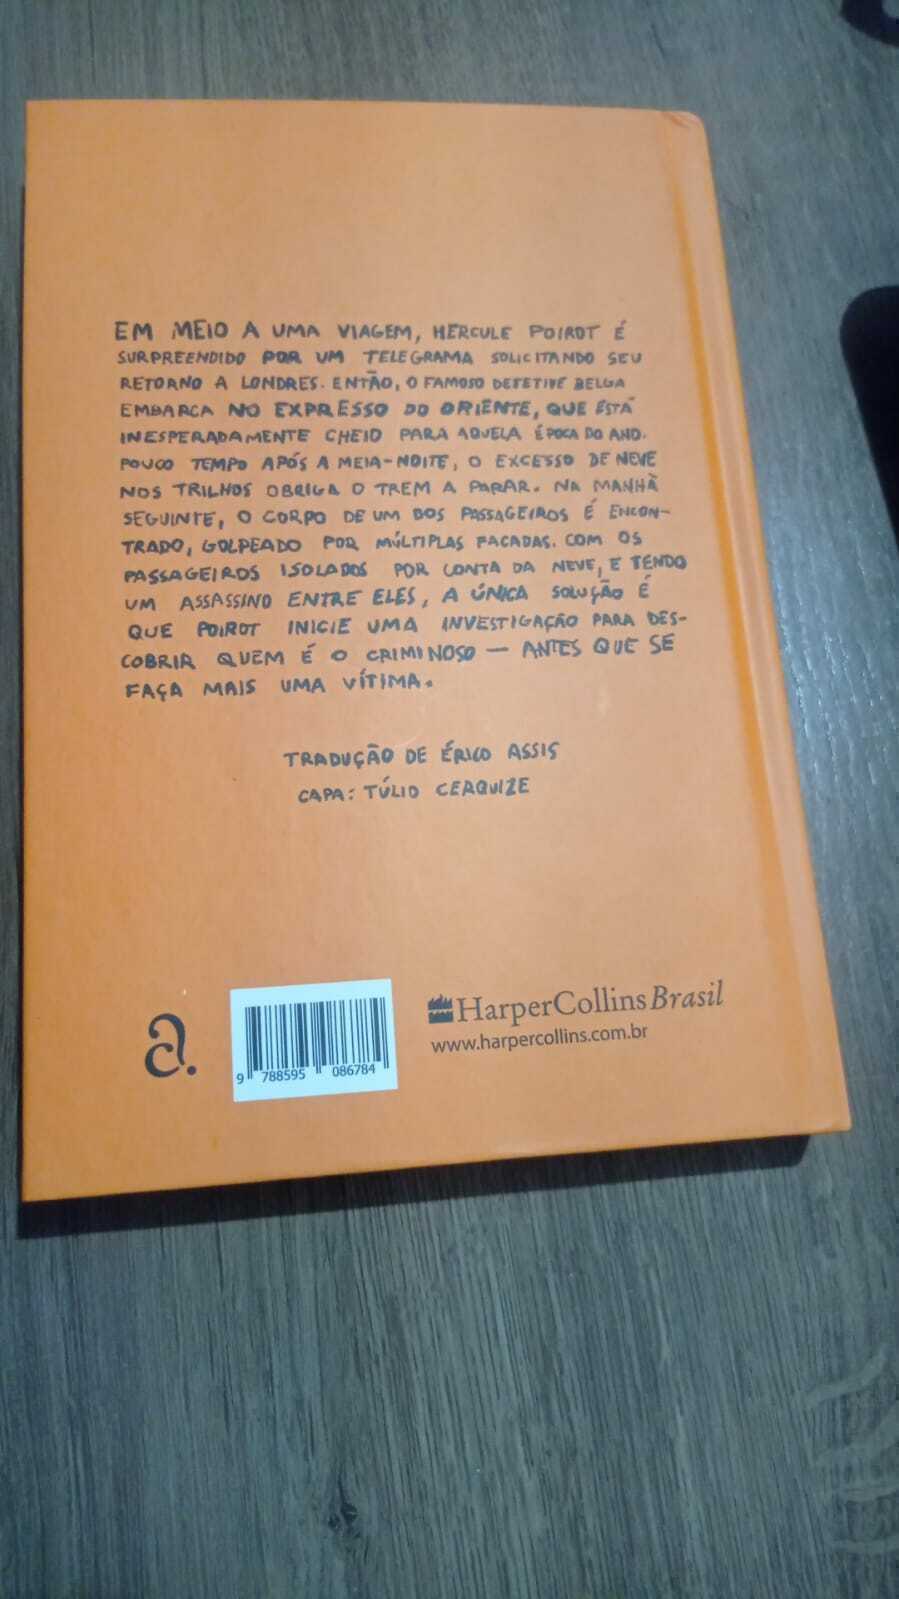 EM MEIO A UMA VIAGEM, HERCULE POIROT É
SURPREENDIDO POR UM TELEGRAMA SOLICITANDO SEU
RETORNO A LONDRES. ENTÃO, O FAMOSO DETETIVE BELGA
EMBARCA NO EXPRESSO DO ORIENTE, QUE ESTÁ
INESPERADAMENTE CHEIO PARA AQUELA ÉPOCA DO ANO.
POUCO TEMPO APÓS A MEIA-NOITE, O EXCESSO DE NEVE
NOS TRILHOS OBRIGA O TREM A PARAR. NA MANHÃ
SEGUINTE, O CORPO DE UM DOS PASSAGEIROS É ENCON-
TRADO, GOLPEADO POR MÚLTIPLAS FACADAS. COM OS
PASSAGEIROS ISOLADOS POR CONTA DA NEVE, E TENDO
UM ASSASSINO ENTRE ELES, A ÚNICA SOLUÇÃO É
QUE POIROT INICIE UMA INVESTIGAÇÃO PARA DES-
COBRIR QUEM É O CRIMINOSO — ANTES QUE SE
FAÇA MAIS UMA VÍTIMA.
TRADUÇÃO DE ÉRICO ASSIS
CAPA: TÚLIO CERQUIZE
a.
9 788595 086784
HarperCollins Brasil
www.harpercollins.com.br